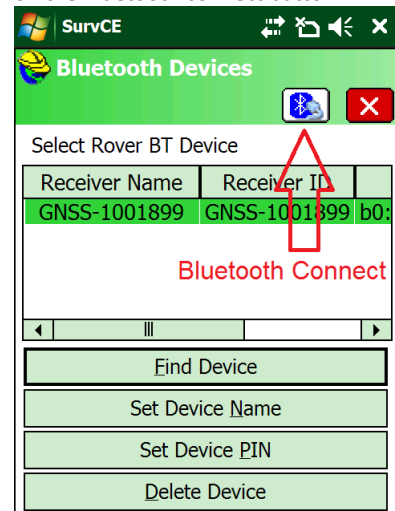 SurvCE
Bluetooth Devices
Select Rover BT Device
Receiver Name Receiver ID
GNSS-1001899 GNSS-1001899 b0:
Bluetooth Connect
Find Device
Set Device Name
Set Device PIN
Delete Device